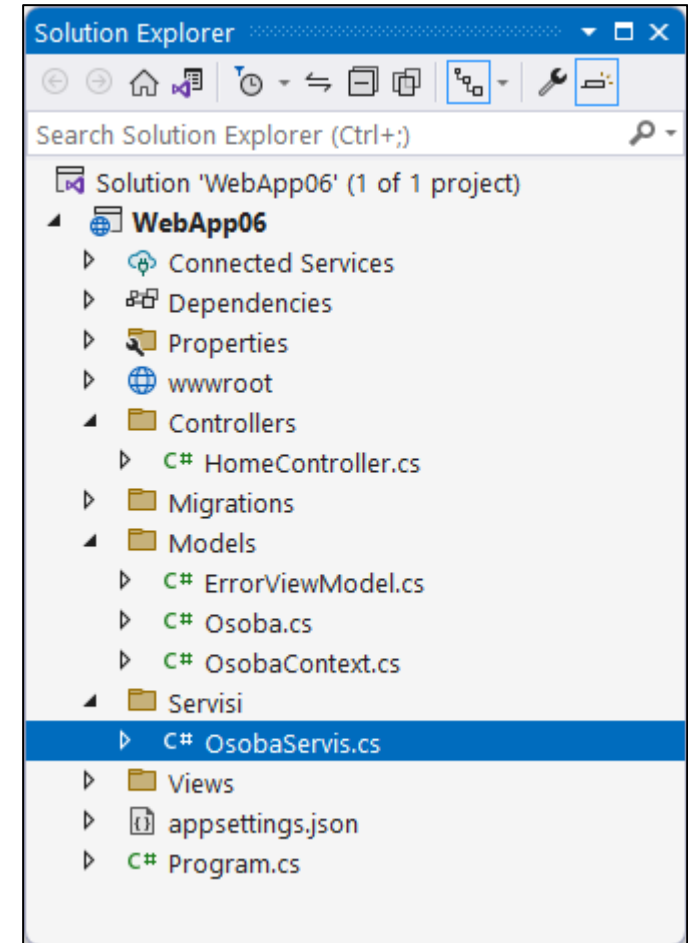 Solution Explorer
Search Solution Explorer (Ctrl+;)
Solution 'WebApp06' (1 of 1 project)
WebApp06
Connected Services
Dependencies
Properties
wwwroot
Controllers
C# HomeController.cs
Migrations
Models
C# ErrorViewModel.cs
C# Osoba.cs
C# OsobaContext.cs
Servisi
C# OsobaServis.cs
Views
appsettings.json
C# Program.cs